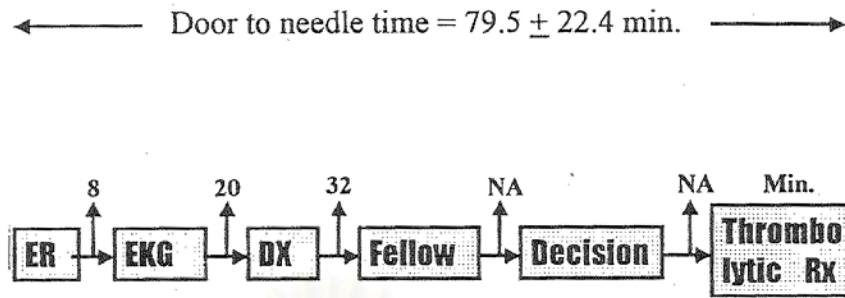 Door to needle time = 79.5 ± 22.4 min.
8 20 32 NA NA Min.
ER EKG DX Fellow Decision Thrombo
lytic Rx